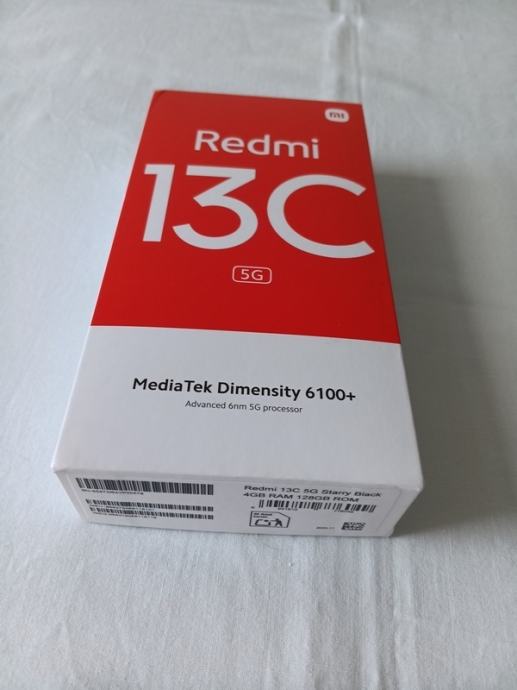 mi
Redmi
13C
5G
MediaTek Dimensity 6100+
Advanced 6nm 5G processor
Redmi 13C 5G Starry Black
4GB RAM 128GB ROM